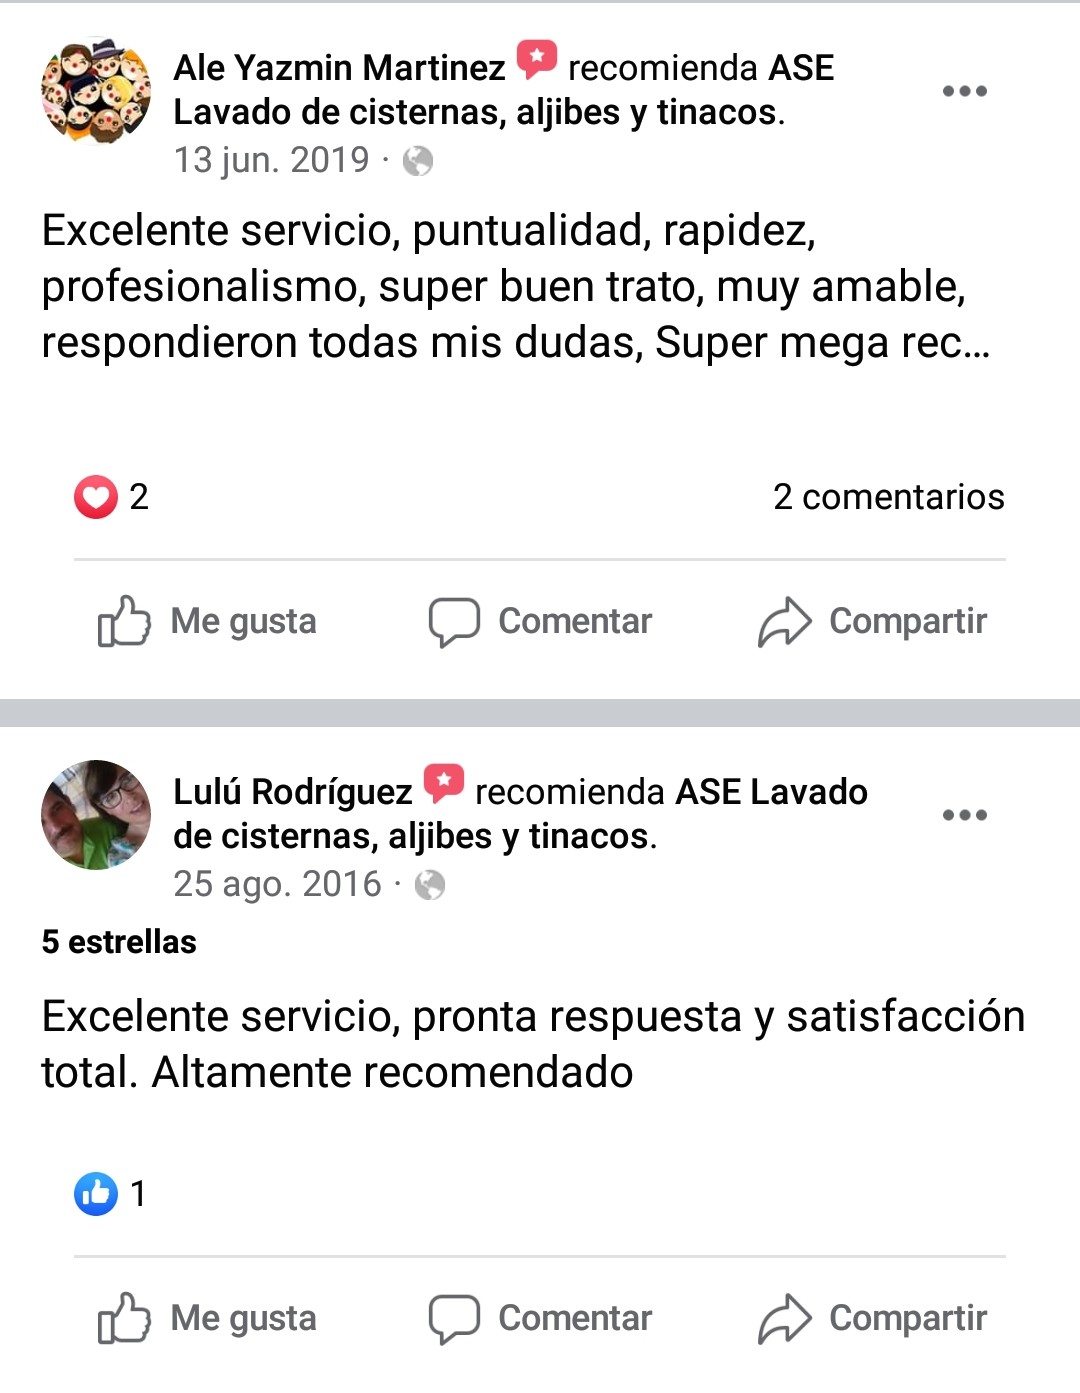 Ale Yazmin Martinez recomienda ASE
Lavado de cisternas, aljibes y tinacos.
13 jun. 2019 ·
Excelente servicio, puntualidad, rapidez,
profesionalismo, super buen trato, muy amable,
respondieron todas mis dudas, Super mega rec...
2 2 comentarios
Me gusta Comentar Compartir
Lulú Rodríguez recomienda ASE Lavado
de cisternas, aljibes y tinacos.
25 ago. 2016 ·
5 estrellas
Excelente servicio, pronta respuesta y satisfacción
total. Altamente recomendado
1
Me gusta Comentar Compartir